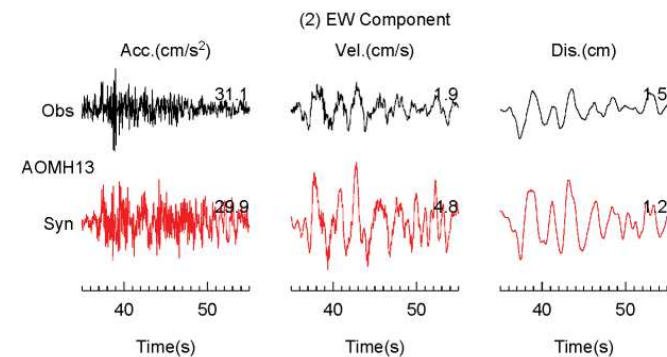 (2) EW Component
Acc.(cm/s²) Vel.(cm/s) Dis.(cm)
Obs 31.1 1.9 1.5
AOMH13
Syn 29.9 4.8 1.2
40 50 40 50 40 50
Time(s) Time(s) Time(s)